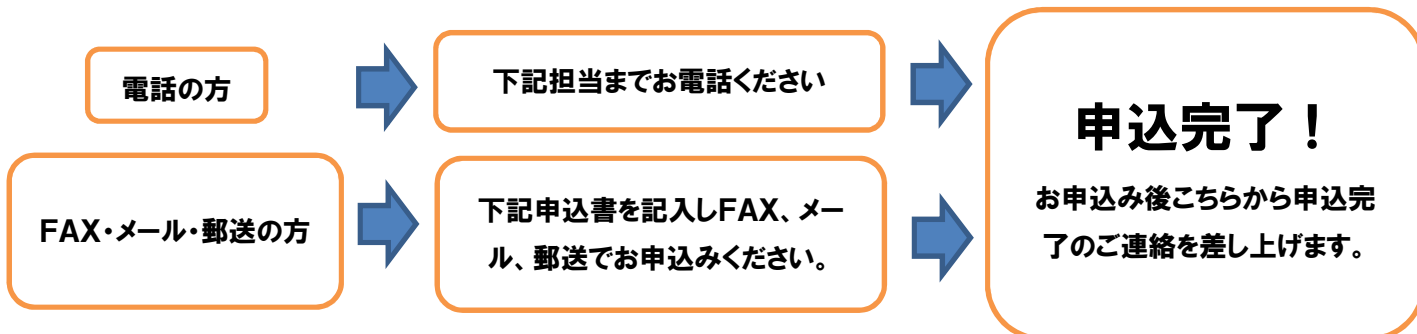 電話の方
下記担当までお電話ください
申込完了！
お申込み後こちらから申込完
了のご連絡を差し上げます。
FAX・メール・郵送の方
下記申込書を記入しFAX、メー
ル、郵送でお申込みください。